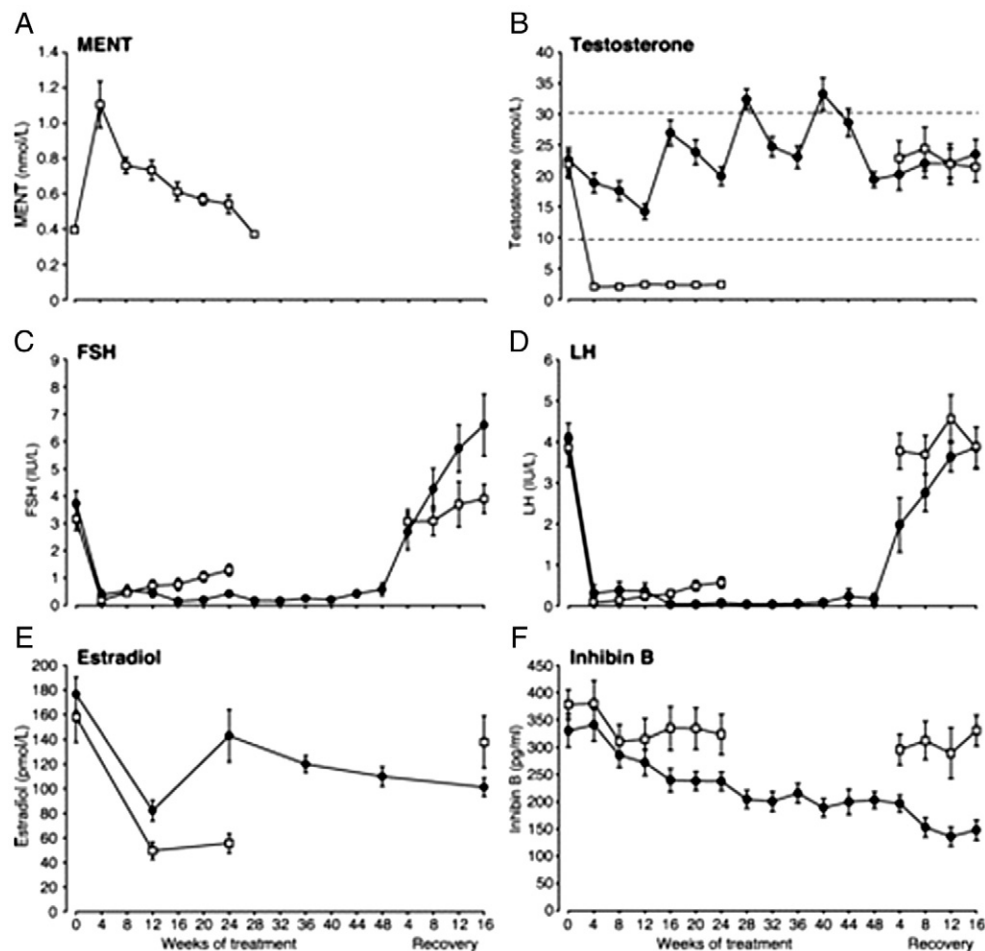 A
MENT
1.4
1.2
1.0
0.8
0.6
0.4
0.2
0
MENT (nmol/L)
B
Testosterone
40
35
30
25
20
15
10
5
0
Testosterone (nmol/L)
C
FSH
9
8
7
6
5
4
3
2
1
0
FSH (IU/L)
D
LH
6
5
4
3
2
1
0
LH (IU/L)
E
Estradiol
200
180
160
140
120
100
80
60
40
20
0
Estradiol (pmol/L)
0 4 8 12 16 20 24 28 32 36 40 44 48 4 8 12 16
Weeks of treatment Recovery
F
Inhibin B
450
400
350
300
250
200
150
100
50
0
Inhibin B (pg/ml)
0 4 8 12 16 20 24 28 32 36 40 44 48 4 8 12 16
Weeks of treatment Recovery